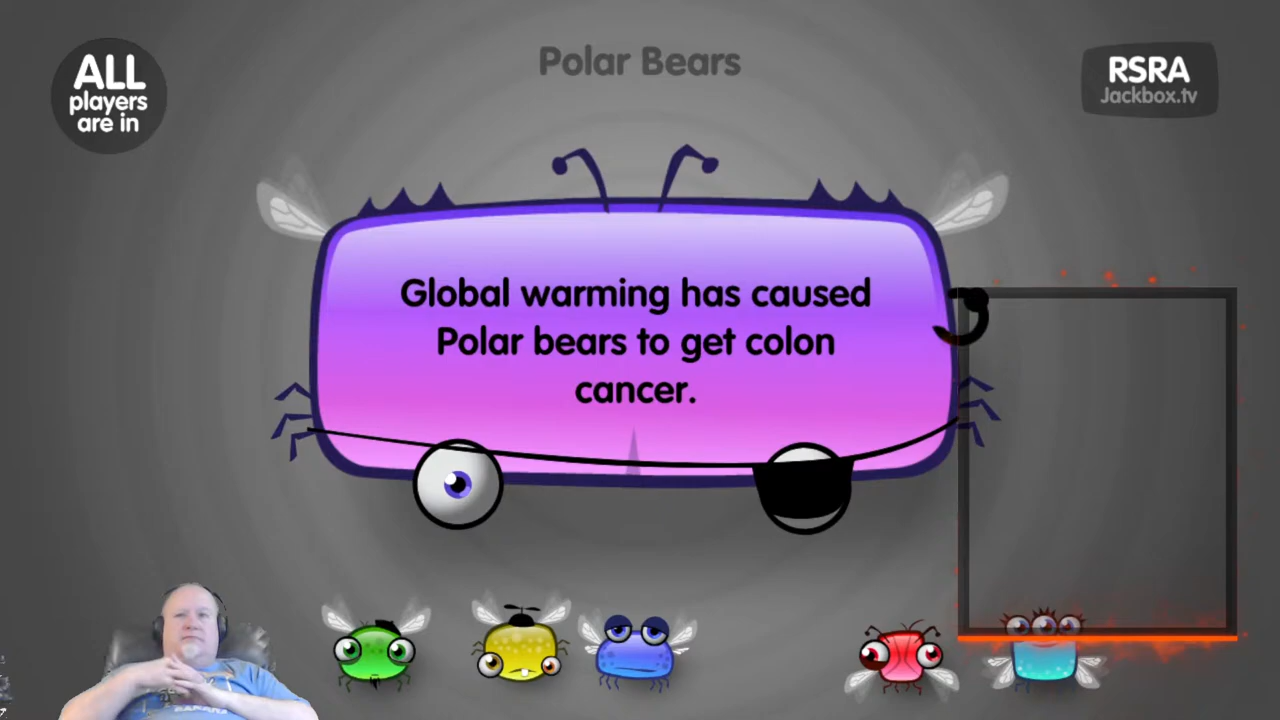 ALL
players
are in
Polar Bears
RSRA
Jackbox.tv
Global warming has caused
Polar bears to get colon
cancer.